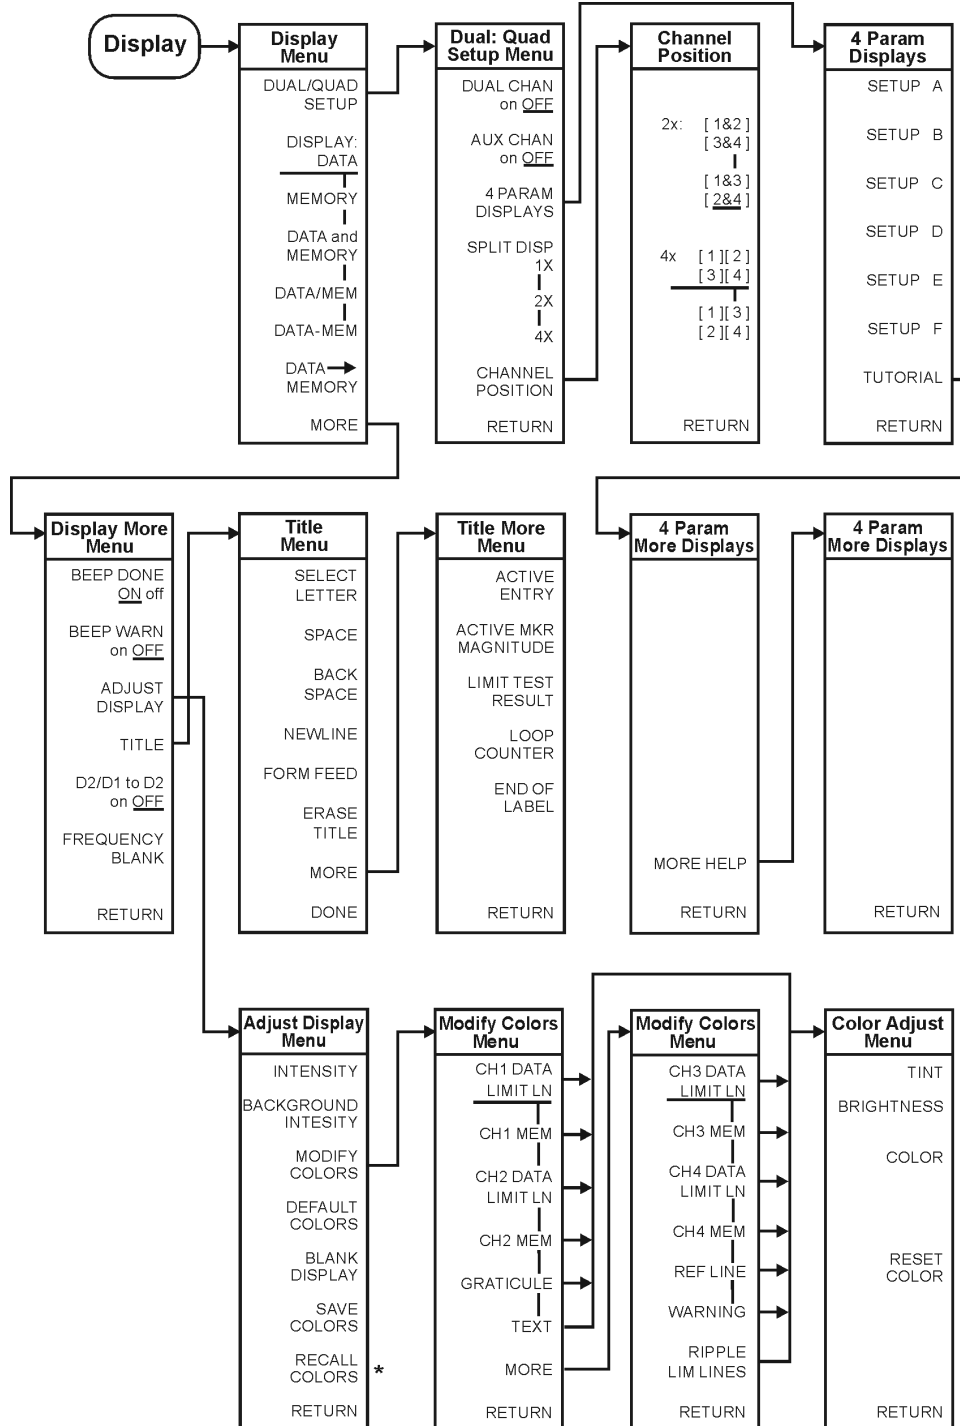 Display
Display
Menu
DUAL/QUAD
SETUP
DISPLAY:
DATA
MEMORY
DATA and
MEMORY
DATA/MEM
DATA-MEM
DATA
MEMORY
MORE
Dual: Quad
Setup Menu
DUAL CHAN
on OFF
AUX CHAN
on OFF
4 PARAM
DISPLAYS
SPLIT DISP
1X
2X
4X
CHANNEL
POSITION
RETURN
Channel
Position
2x: [ 1&2 ]
[ 3&4 ]
[ 1&3 ]
[ 2&4 ]
4x [ 1 ][ 2 ]
[ 3 ][ 4 ]
[ 1 ][ 3 ]
[ 2 ][ 4 ]
RETURN
4 Param
Displays
SETUP A
SETUP B
SETUP C
SETUP D
SETUP E
SETUP F
TUTORIAL
RETURN
Display More
Menu
BEEP DONE
ON off
BEEP WARN
on OFF
ADJUST
DISPLAY
TITLE
D2/D1 to D2
on OFF
FREQUENCY
BLANK
RETURN
Title
Menu
SELECT
LETTER
SPACE
BACK
SPACE
NEWLINE
FORM FEED
ERASE
TITLE
MORE
DONE
Title More
Menu
ACTIVE
ENTRY
ACTIVE MKR
MAGNITUDE
LIMIT TEST
RESULT
LOOP
COUNTER
END OF
LABEL
RETURN
4 Param
More Displays
MORE HELP
RETURN
4 Param
More Displays
RETURN
Adjust Display
Menu
INTENSITY
BACKGROUND
INTESITY
MODIFY
COLORS
DEFAULT
COLORS
BLANK
DISPLAY
SAVE
COLORS
RECALL
COLORS *
RETURN
Modify Colors
Menu
CH1 DATA
LIMIT LN
CH1 MEM
CH2 DATA
LIMIT LN
CH2 MEM
GRATICULE
TEXT
MORE
RETURN
Modify Colors
Menu
CH3 DATA
LIMIT LN
CH3 MEM
CH4 DATA
LIMIT LN
CH4 MEM
REF LINE
WARNING
RIPPLE
LIM LINES
RETURN
Color Adjust
Menu
TINT
BRIGHTNESS
COLOR
RESET
COLOR
RETURN